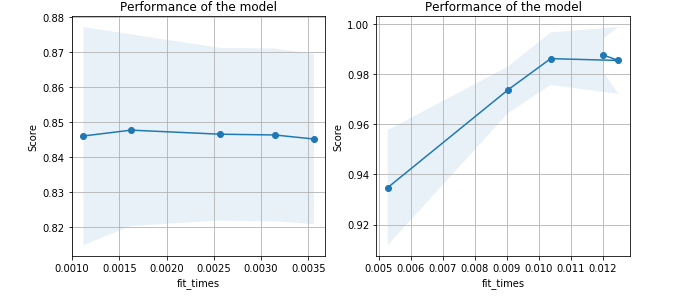 Performance of the model
Score
0.88
0.87
0.86
0.85
0.84
0.83
0.82
0.0010 0.0015 0.0020 0.0025 0.0030 0.0035
fit_times
Performance of the model
Score
1.00
0.98
0.96
0.94
0.92
0.005 0.006 0.007 0.008 0.009 0.010 0.011 0.012
fit_times